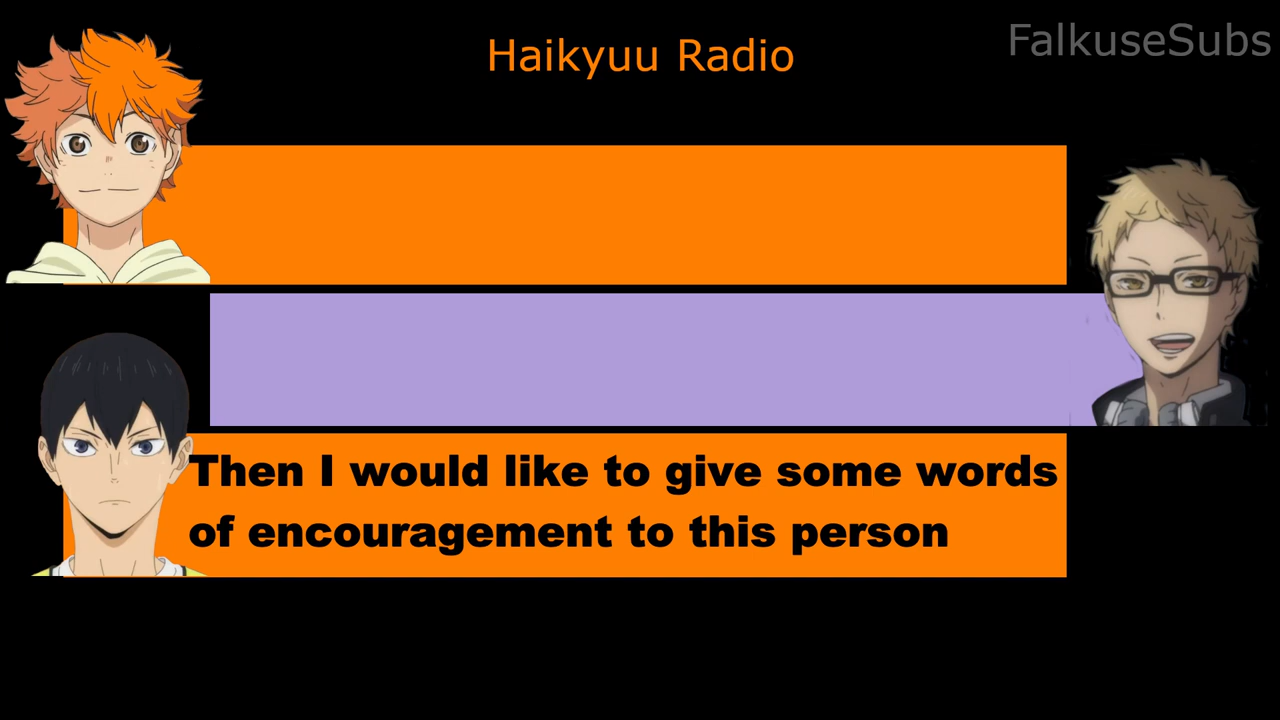 Haikyuu Radio
FalkuseSubs
Then I would like to give some words
of encouragement to this person